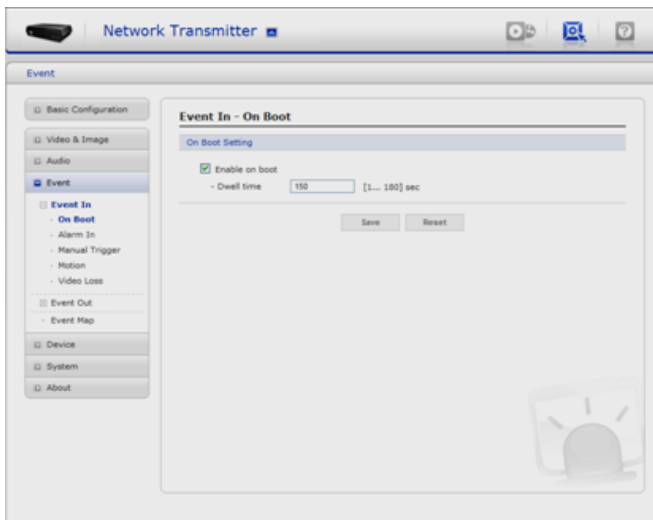 Network Transmitter
Event
Basic Configuration
Video & Image
Audio
Event
Event In
On Boot
Alarm In
Manual Trigger
Motion
Video Loss
Event Out
Event Map
Device
System
About
Event In - On Boot
On Boot Setting
Enable on boot
- Dwell time 150 [1... 180] sec
Save Reset